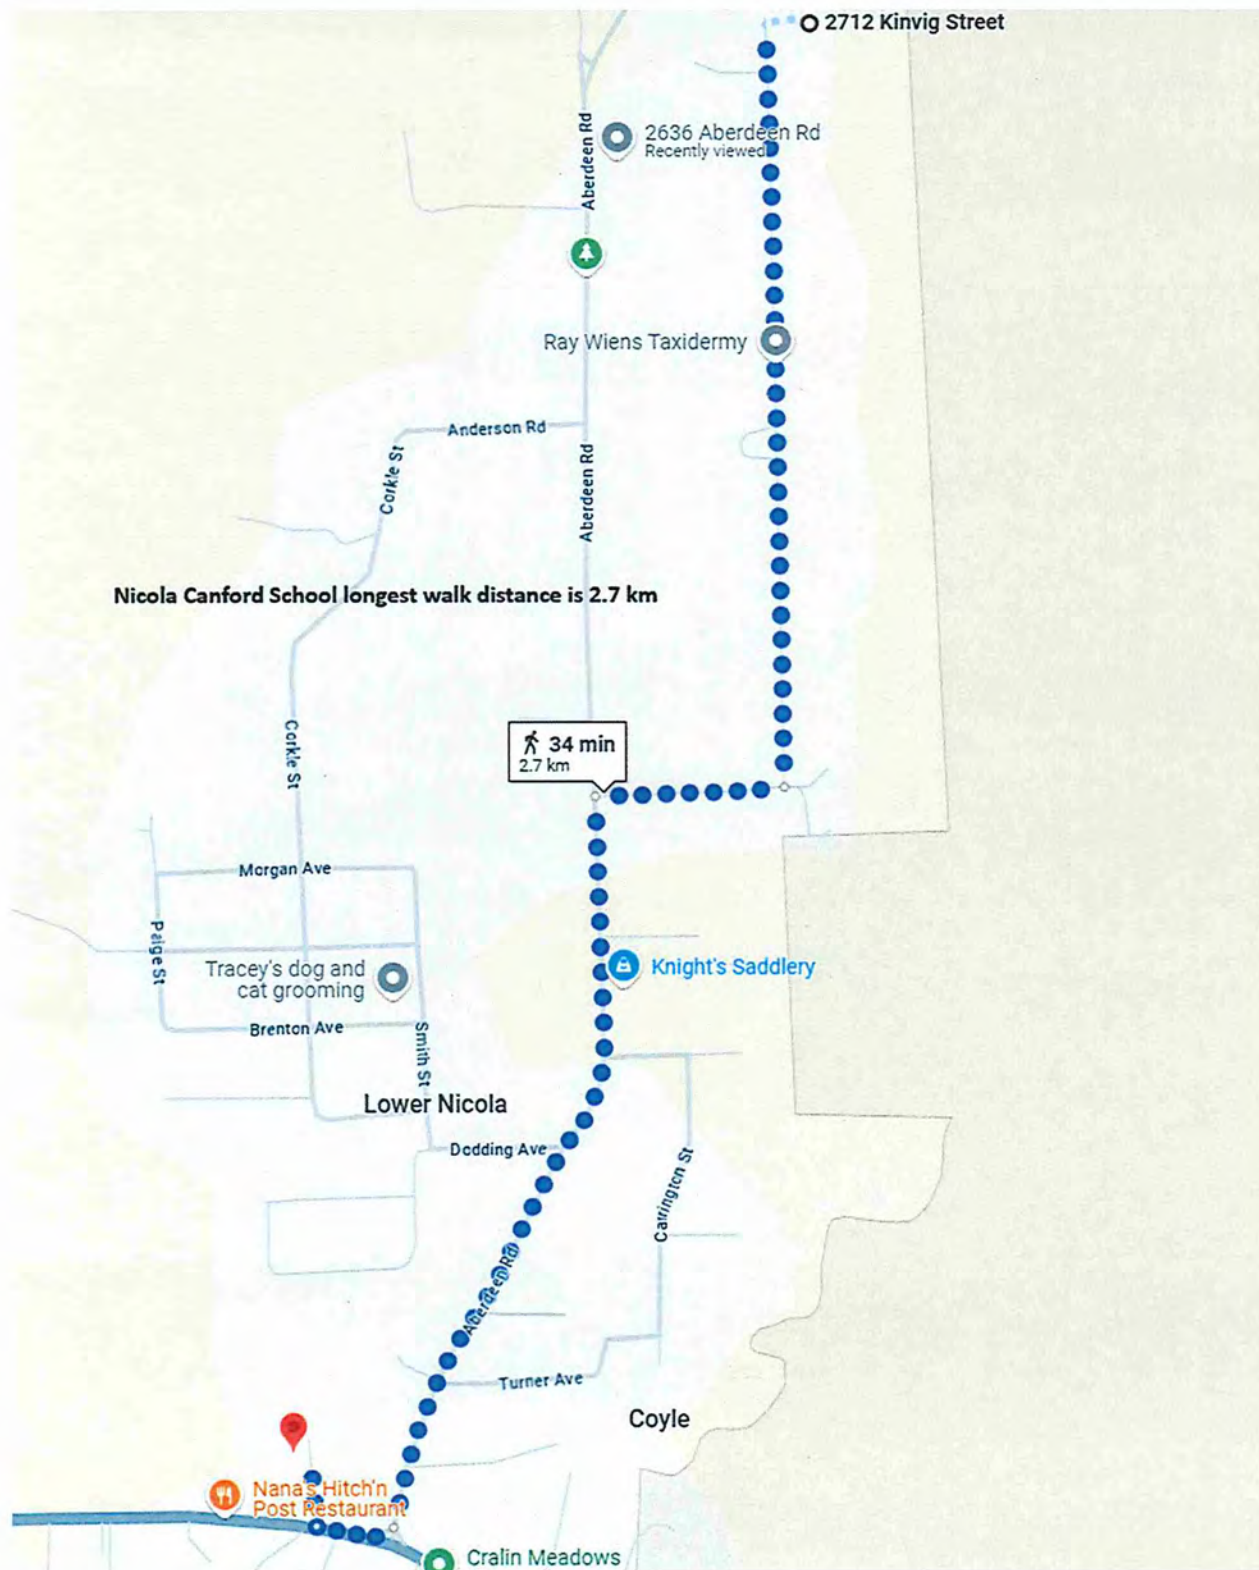 2712 Kinvig Street
Aberdeen Rd
2636 Aberdeen Rd
Recently viewed
Ray Wiens Taxidermy
Anderson Rd
Corkle St
Aberdeen Rd
Nicola Canford School longest walk distance is 2.7 km
34 min
2.7 km
Corkle St
Morgan Ave
Paige St
Tracey's dog and
cat grooming
Knight's Saddlery
Brenton Ave
Smith St
Lower Nicola
Dodding Ave
Carrington St
Aberdeen Rd
Turner Ave
Coyle
Nana's Hitch'n
Post Restaurant
Cralin Meadows